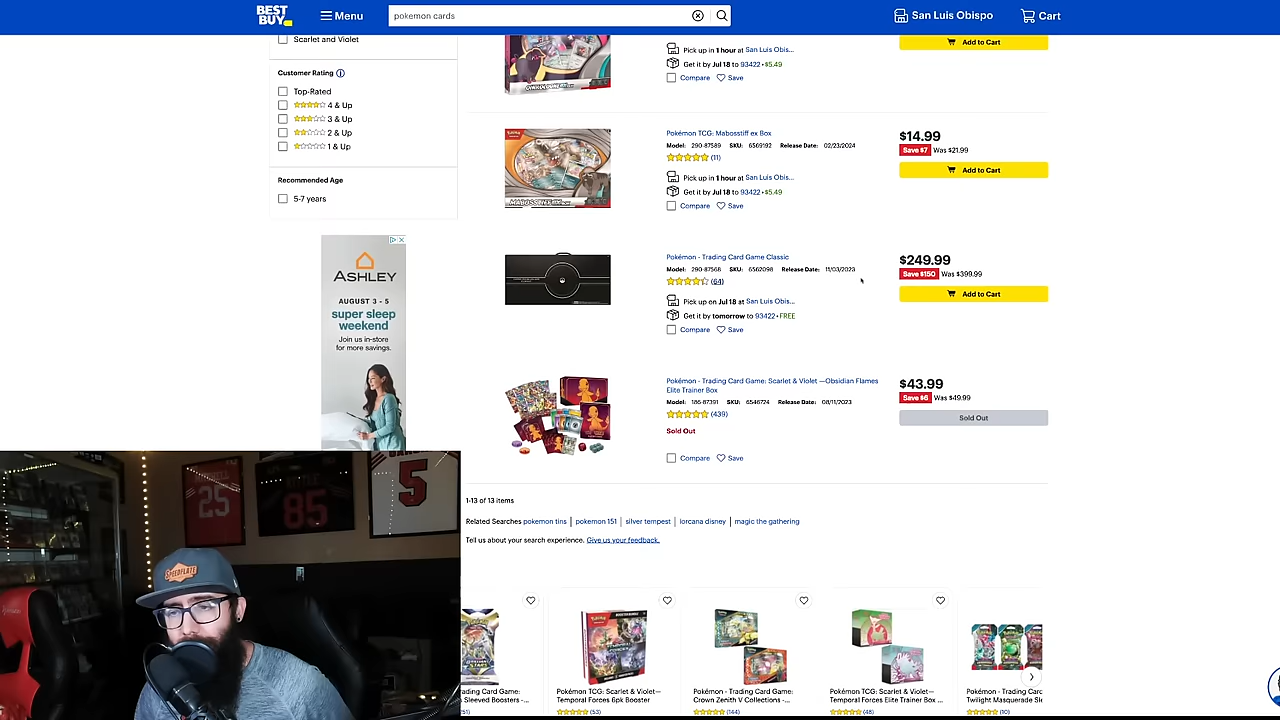 BEST BUY
Menu
pokemon cards
San Luis Obispo
Cart
Scarlet and Violet
Customer Rating
Top-Rated
4 & Up
3 & Up
2 & Up
1 & Up
Recommended Age
5-7 years
ASHLEY
AUGUST 3 - 5
super sleep
weekend
Join us in-store
for more savings.
Pick up in 1 hour at San Luis Obis...
Get it by Jul 18 to 93422 • $5.49
Compare Save
Add to Cart
Pokémon TCG: Mabosstiff ex Box
Model: 290-87589 SKU: 6569192 Release Date: 02/23/2024
(11)
Pick up in 1 hour at San Luis Obis...
Get it by Jul 18 to 93422 • $5.49
Compare Save
$14.99
Save $7 Was $21.99
Add to Cart
Pokémon - Trading Card Game Classic
Model: 290-87568 SKU: 6562098 Release Date: 11/03/2023
(64)
Pick up on Jul 18 at San Luis Obis...
Get it by tomorrow to 93422 • FREE
Compare Save
$249.99
Save $150 Was $399.99
Add to Cart
Pokémon - Trading Card Game: Scarlet & Violet —Obsidian Flames
Elite Trainer Box
Model: 186-87391 SKU: 6546724 Release Date: 08/11/2023
(439)
Sold Out
Compare Save
$43.99
Save $6 Was $49.99
Sold Out
1-13 of 13 items
Related Searches pokemon tins | pokemon 151 | silver tempest | lorcana disney | magic the gathering
Tell us about your search experience. Give us your feedback.
25
85
5
SPEEDFLATE
ading Card Game:
Sleeved Boosters -...
Pokémon TCG: Scarlet & Violet—
Temporal Forces 6pk Booster
(53)
Pokémon - Trading Card Game:
Crown Zenith V Collections -...
(144)
Pokémon TCG: Scarlet & Violet—
Temporal Forces Elite Trainer Box ...
(48)
Pokémon - Trading Card
Twilight Masquerade Sle
(10)